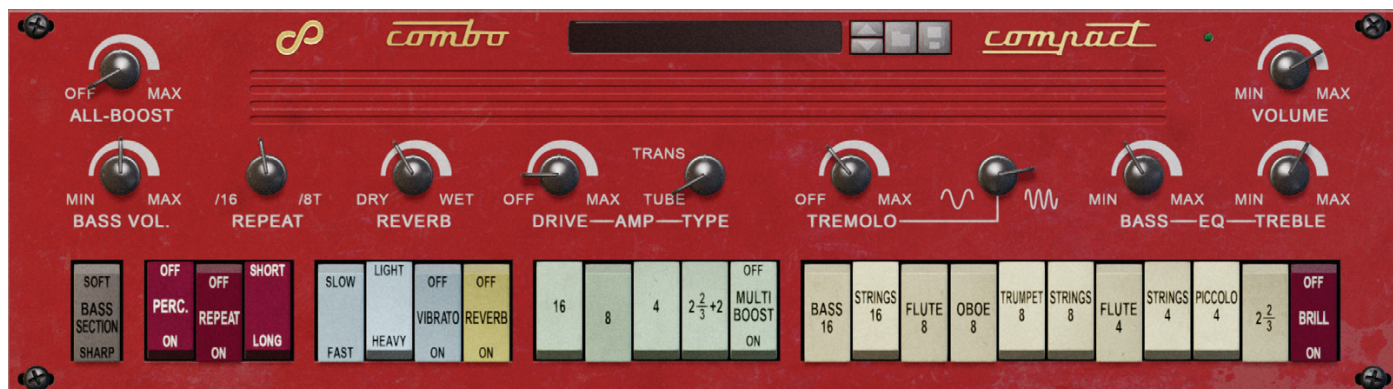 combo compact
OFF MAX
ALL-BOOST
MIN MAX
VOLUME
MIN MAX
BASS VOL.
/16 /8T
REPEAT
DRY WET
REVERB
TRANS
OFF MAX TUBE
DRIVE AMP TYPE
OFF MAX
TREMOLO
MIN MAX MIN MAX
BASS EQ TREBLE
SOFT
BASS
SECTION
SHARP
OFF
PERC.
ON
OFF
REPEAT
ON
SHORT
LONG
SLOW
FAST
LIGHT
HEAVY
OFF
VIBRATO
ON
OFF
REVERB
ON
16
8
4
2 2/3 +2
OFF
MULTI
BOOST
ON
BASS
16
STRINGS
16
FLUTE
8
OBOE
8
TRUMPET
8
STRINGS
8
FLUTE
4
STRINGS
4
PICCOLO
4
2 2/3
OFF
BRILL
ON